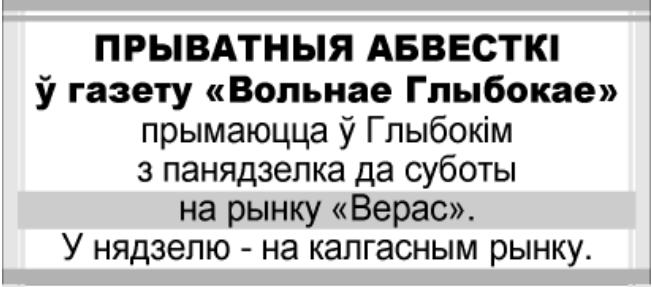 ПРЫВАТНЫЯ АБВЕСТКІ
ў газету «Вольнае Глыбокае»
прымаюцца ў Глыбокім
з панядзелка да суботы
на рынку «Верас».
У нядзелю - на калгасным рынку.